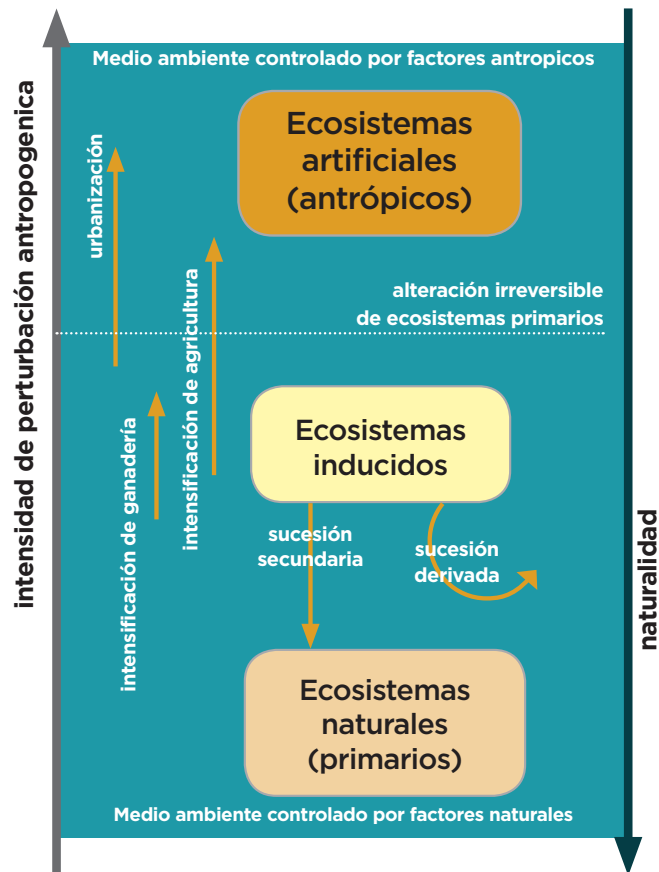 Medio ambiente controlado por factores antropicos
Ecosistemas
artificiales
(antrópicos)
intensidad de perturbación antropogenica
urbanización
intensificación de agricultura
intensificación de ganadería
alteración irreversible
de ecosistemas primarios
Ecosistemas
inducidos
sucesión
secundaria
sucesión
derivada
naturalidad
Ecosistemas
naturales
(primarios)
Medio ambiente controlado por factores naturales